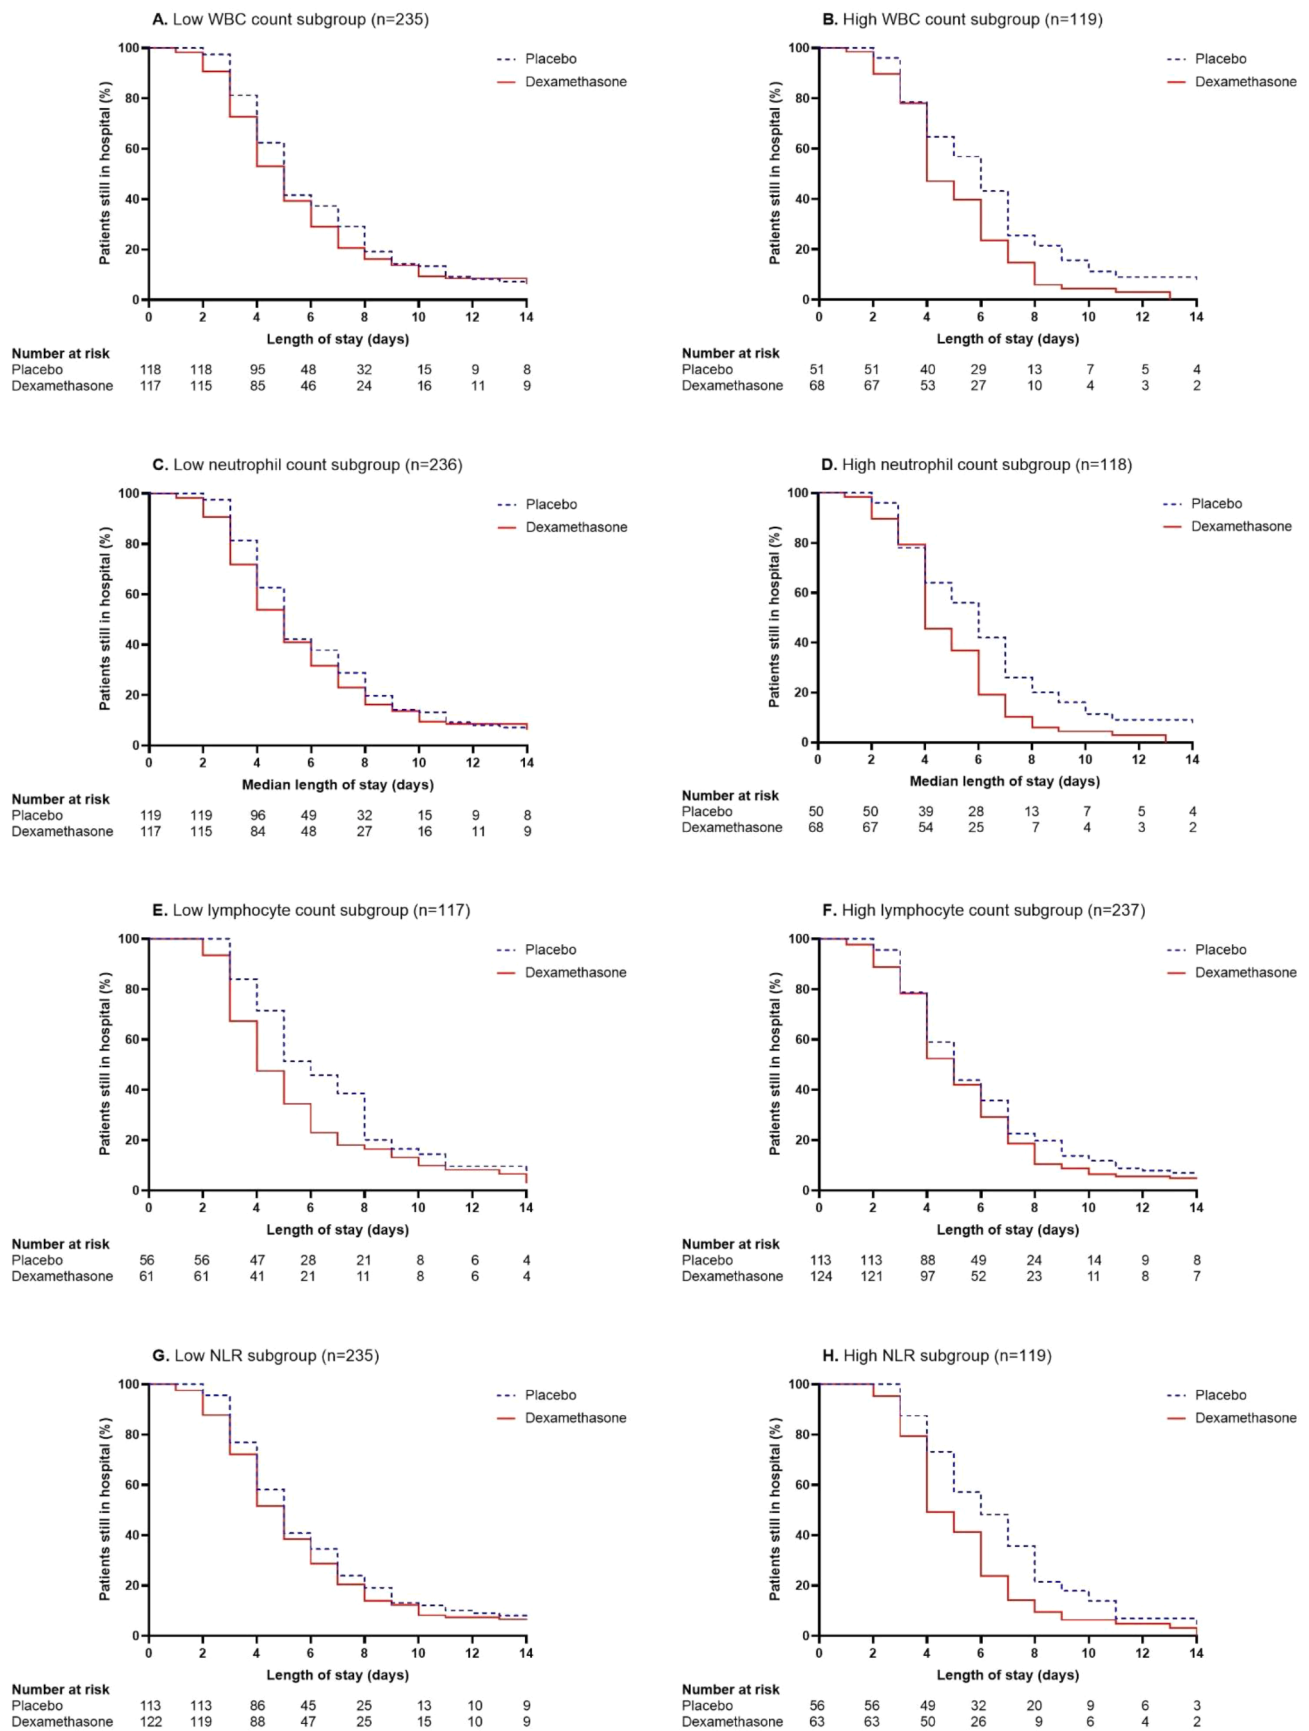 A. Low WBC count subgroup (n=235)
Placebo
Dexamethasone
Patients still in hospital (%)
100
80
60
40
20
0
0 2 4 6 8 10 12 14
Length of stay (days)
Number at risk
Placebo 118 118 95 48 32 15 9 8
Dexamethasone 117 115 85 46 24 16 11 9
B. High WBC count subgroup (n=119)
Placebo
Dexamethasone
Patients still in hospital (%)
100
80
60
40
20
0
0 2 4 6 8 10 12 14
Length of stay (days)
Number at risk
Placebo 51 51 40 29 13 7 5 4
Dexamethasone 68 67 53 27 10 4 3 2
C. Low neutrophil count subgroup (n=236)
Placebo
Dexamethasone
Patients still in hospital (%)
100
80
60
40
20
0
0 2 4 6 8 10 12 14
Median length of stay (days)
Number at risk
Placebo 119 119 96 49 32 15 9 8
Dexamethasone 117 115 84 48 27 16 11 9
D. High neutrophil count subgroup (n=118)
Placebo
Dexamethasone
Patients still in hospital (%)
100
80
60
40
20
0
0 2 4 6 8 10 12 14
Median length of stay (days)
Number at risk
Placebo 50 50 39 28 13 7 5 4
Dexamethasone 68 67 54 25 7 4 3 2
E. Low lymphocyte count subgroup (n=117)
Placebo
Dexamethasone
Patients still in hospital (%)
100
80
60
40
20
0
0 2 4 6 8 10 12 14
Length of stay (days)
Number at risk
Placebo 56 56 47 28 21 8 6 4
Dexamethasone 61 61 41 21 11 8 6 4
F. High lymphocyte count subgroup (n=237)
Placebo
Dexamethasone
Patients still in hospital (%)
100
80
60
40
20
0
0 2 4 6 8 10 12 14
Length of stay (days)
Number at risk
Placebo 113 113 88 49 24 14 9 8
Dexamethasone 124 121 97 52 23 11 8 7
G. Low NLR subgroup (n=235)
Placebo
Dexamethasone
Patients still in hospital (%)
100
80
60
40
20
0
0 2 4 6 8 10 12 14
Length of stay (days)
Number at risk
Placebo 113 113 86 45 25 13 10 9
Dexamethasone 122 119 88 47 25 15 10 9
H. High NLR subgroup (n=119)
Placebo
Dexamethasone
Patients still in hospital (%)
100
80
60
40
20
0
0 2 4 6 8 10 12 14
Length of stay (days)
Number at risk
Placebo 56 56 49 32 20 9 6 3
Dexamethasone 63 63 50 26 9 6 4 2